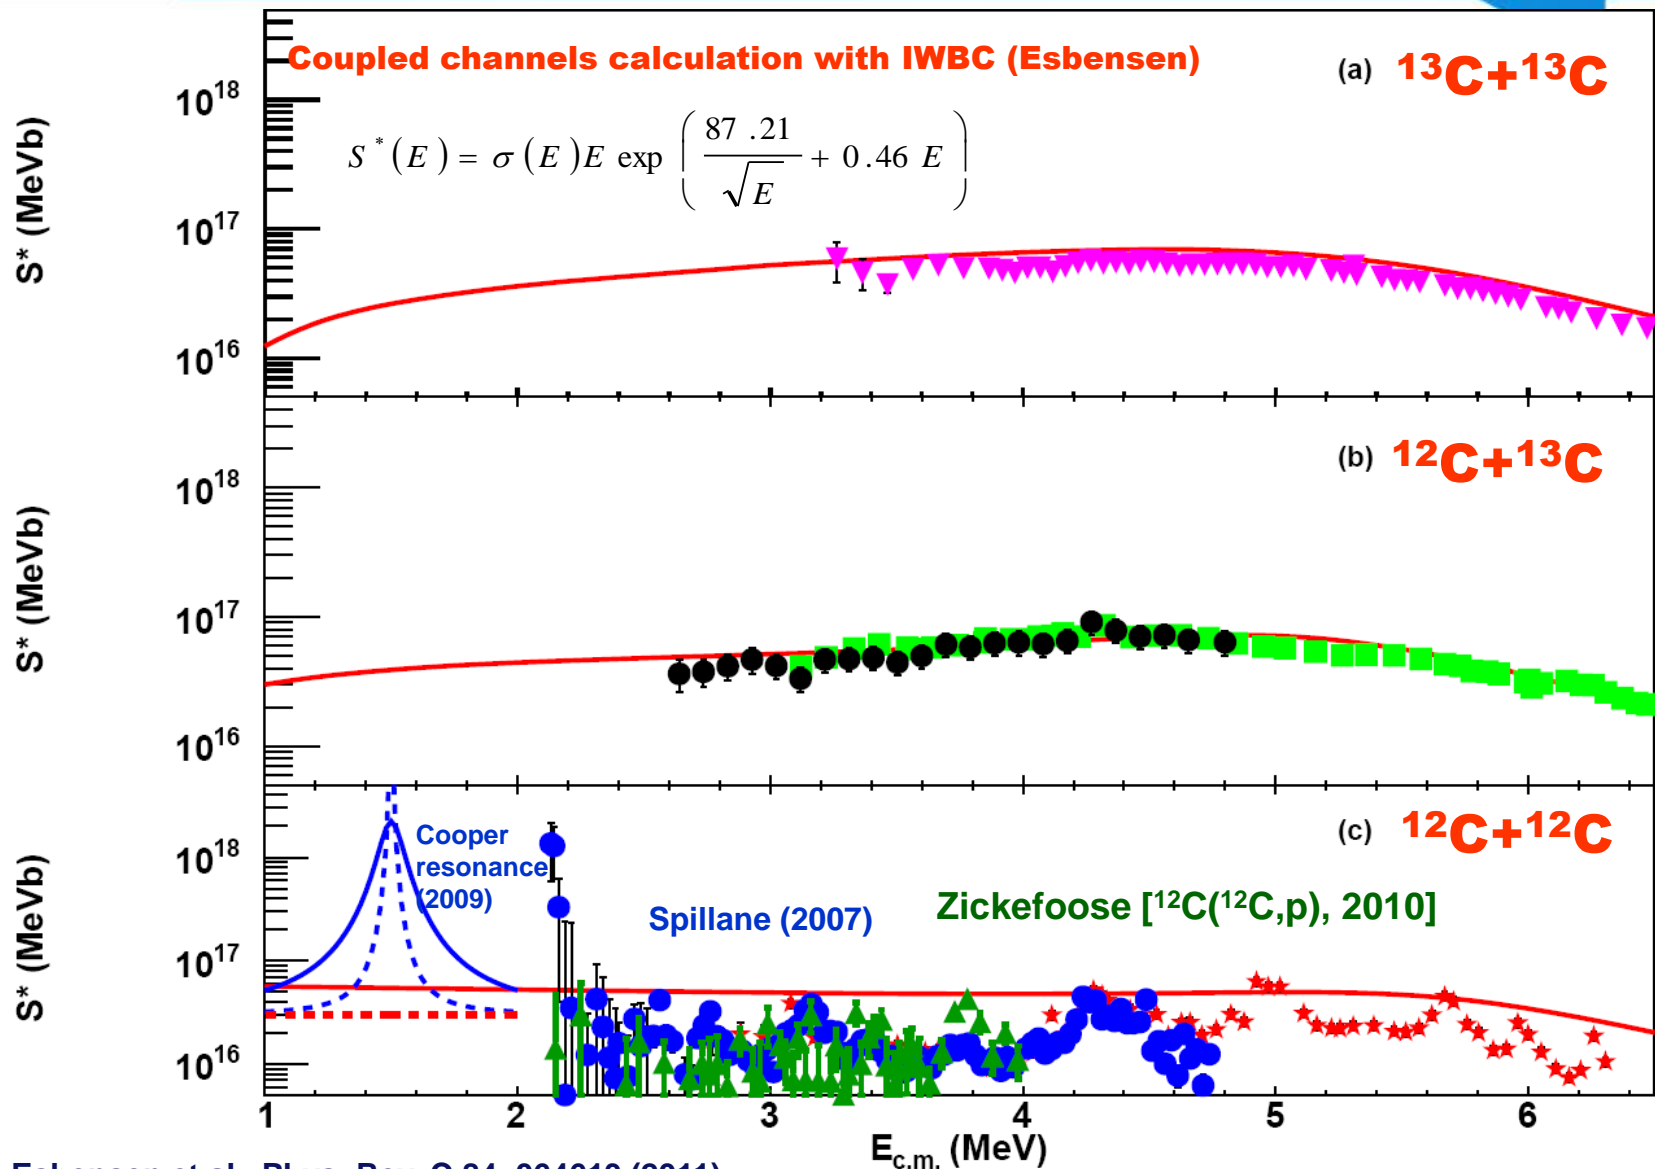 Coupled channels calculation with IWBC (Esbensen)
(a) ¹³C+¹³C
S* (E) = σ (E) E exp ( 87 .21 / √E + 0.46 E )
S* (MeVb)
10¹⁸
10¹⁷
10¹⁶
(b) ¹²C+¹³C
S* (MeVb)
10¹⁸
10¹⁷
10¹⁶
(c) ¹²C+¹²C
Cooper
resonance
(2009)
Spillane (2007)
Zickefoose [¹²C(¹²C,p), 2010]
S* (MeVb)
10¹⁸
10¹⁷
10¹⁶
1 2 3 4 5 6
E_c.m. (MeV)